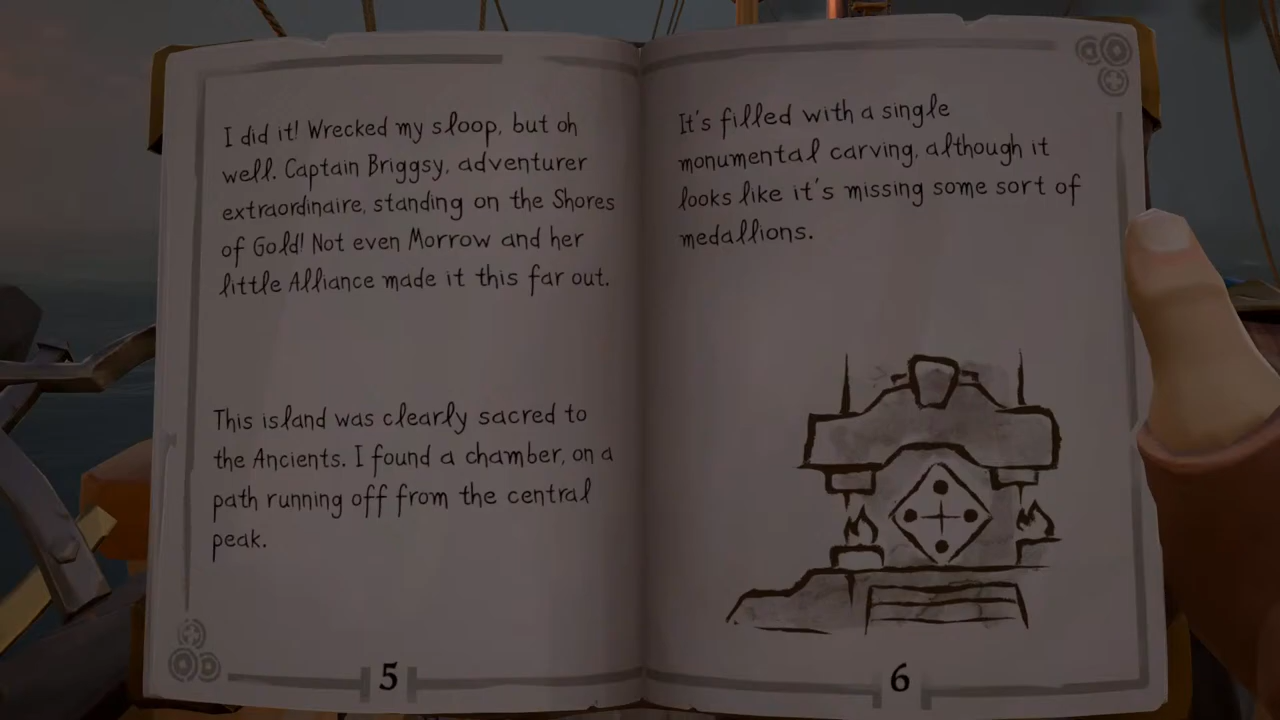 I did it! Wrecked my sloop, but oh
well. Captain Briggsy, adventurer
extraordinaire, standing on the Shores
of Gold! Not even Morrow and her
little Alliance made it this far out.
This island was clearly sacred to
the Ancients. I found a chamber, on a
path running off from the central
peak.
5
It's filled with a single
monumental carving, although it
looks like it's missing some sort of
medallions.
6